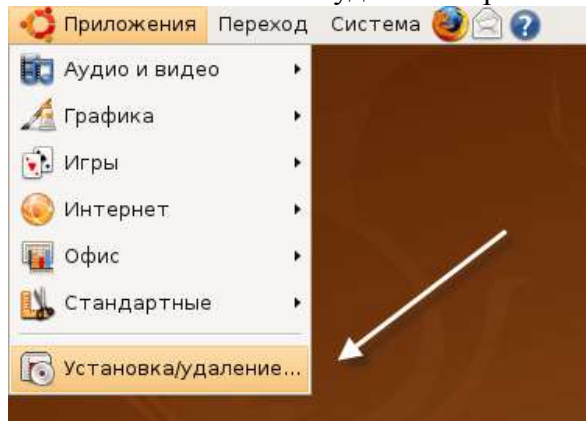 Приложения Переход Система
Аудио и видео
Графика
Игры
Интернет
Офис
Стандартные
Установка/удаление...